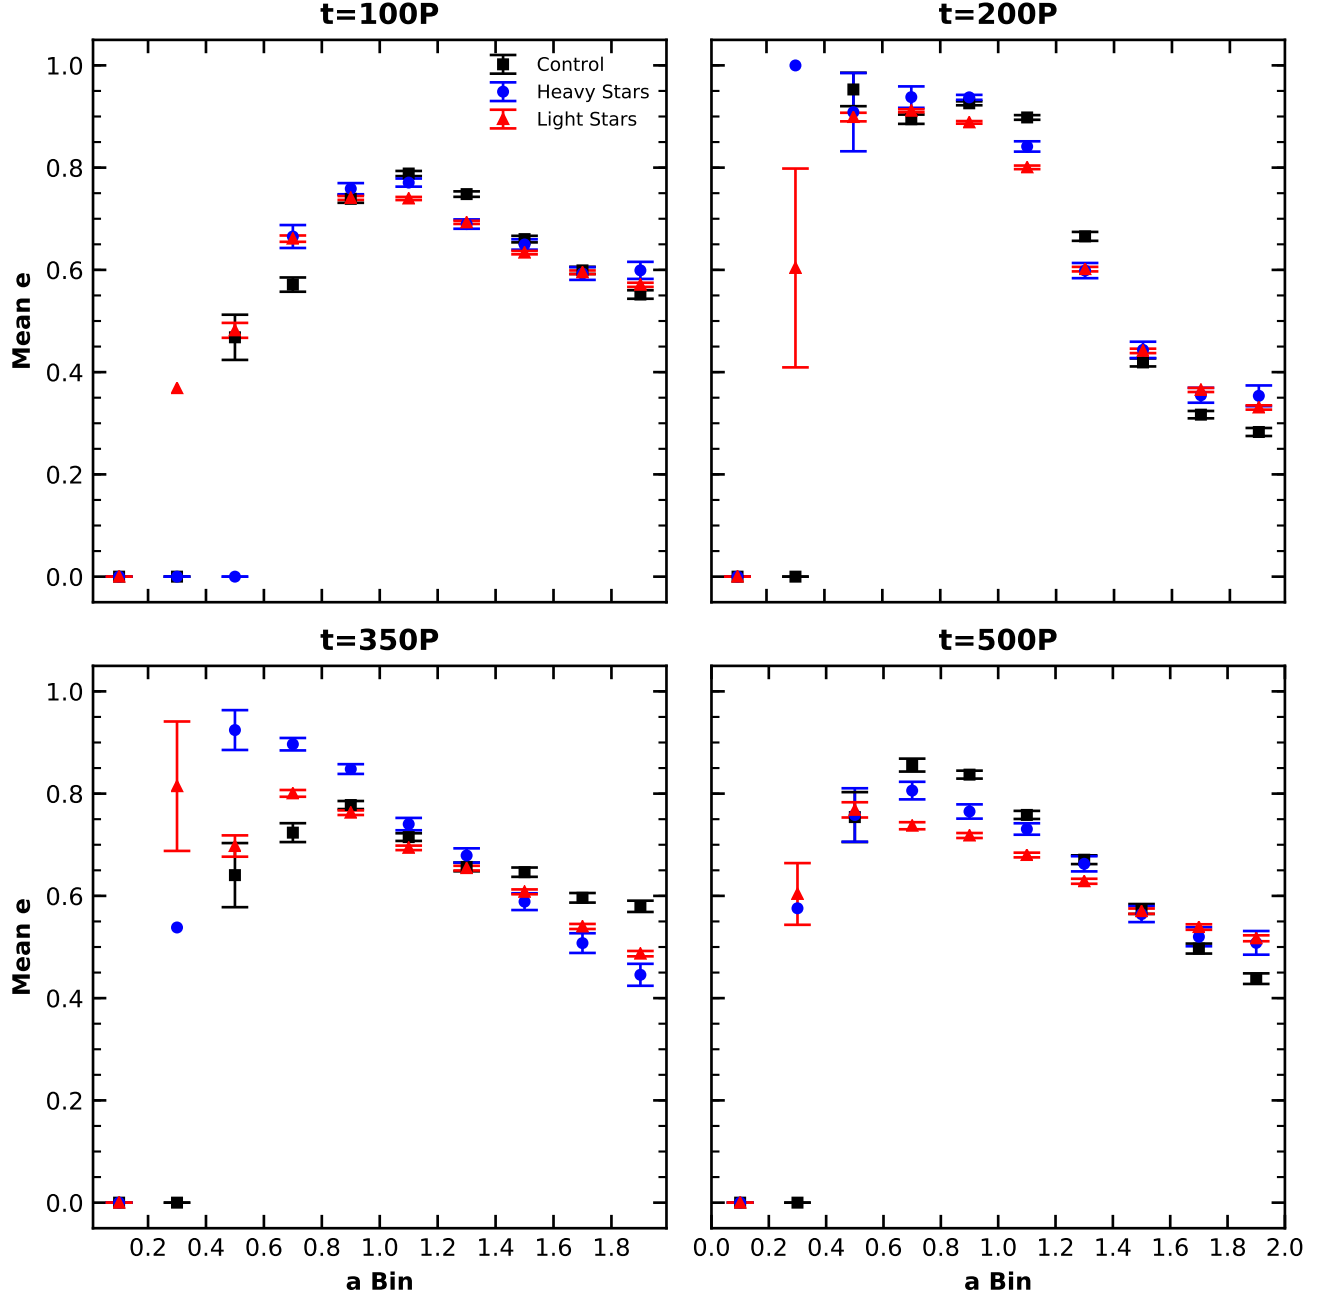 t=100P
t=200P
Control
Heavy Stars
Light Stars
Mean e
1.0
0.8
0.6
0.4
0.2
0.0
t=350P
t=500P
Mean e
1.0
0.8
0.6
0.4
0.2
0.0
0.2 0.4 0.6 0.8 1.0 1.2 1.4 1.6 1.8
0.0 0.2 0.4 0.6 0.8 1.0 1.2 1.4 1.6 1.8 2.0
a Bin
a Bin